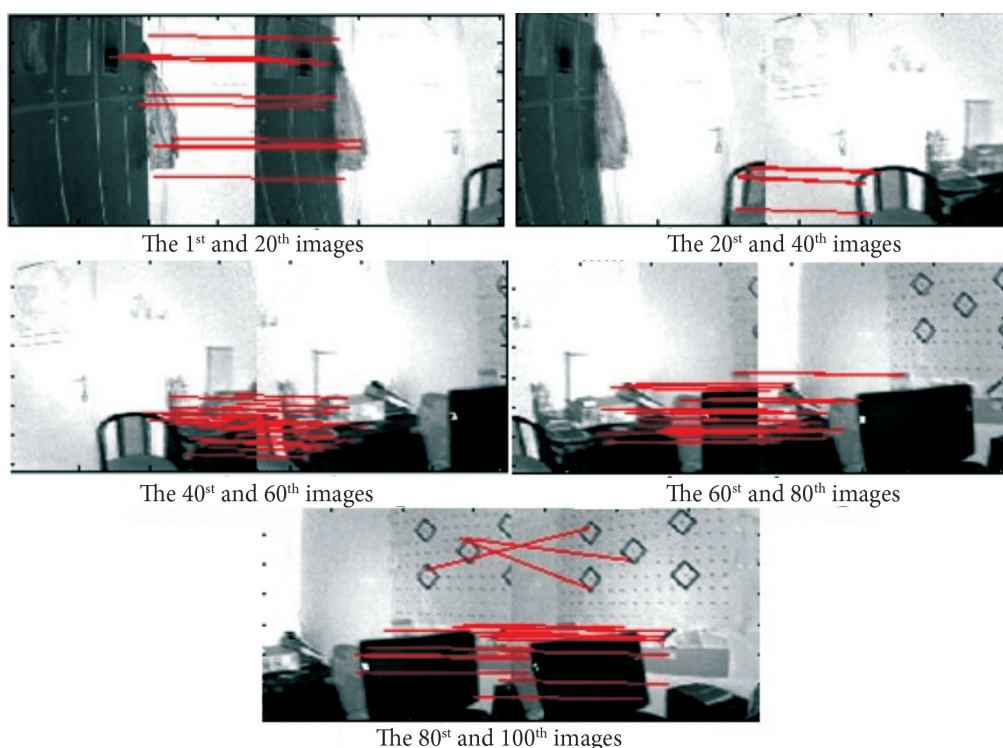 The 1st and 20th images
The 20st and 40th images
The 40st and 60th images
The 60st and 80th images
The 80st and 100th images